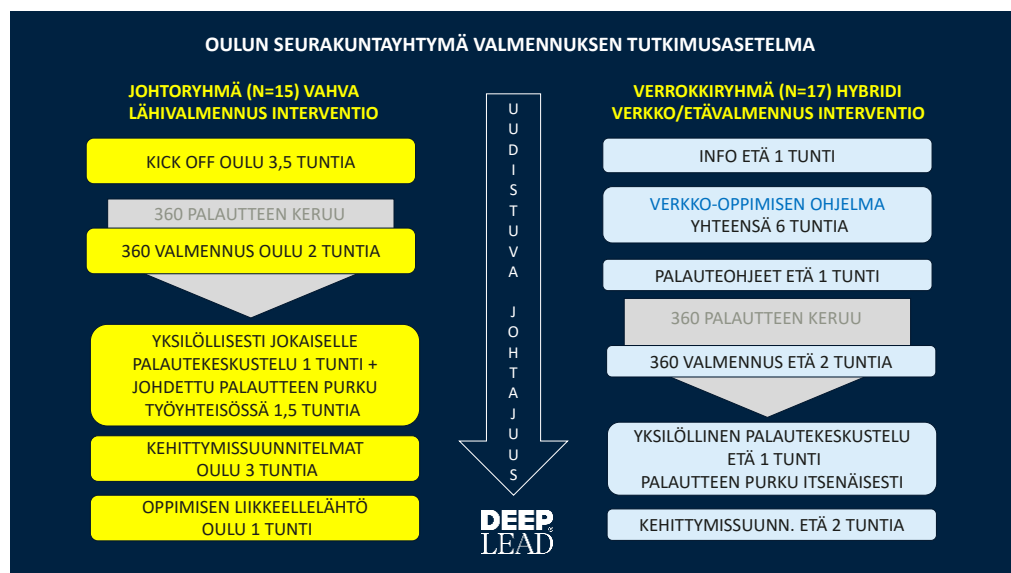 OULUN SEURAKUNTAYHTYMÄ VALMENNUKSEN TUTKIMUSASETELMA
JOHTORYHMÄ (N=15) VAHVA
LÄHIVALMENNUS INTERVENTIO
KICK OFF OULU 3,5 TUNTIA
360 PALAUTTEEN KERUU
360 VALMENNUS OULU 2 TUNTIA
YKSILÖLLISESTI JOKAISELLE
PALAUTEKESKUSTELU 1 TUNTI +
JOHDETTU PALAUTTEEN PURKU
TYÖYHTEISÖSSÄ 1,5 TUNTIA
KEHITTYMISSUUNNITELMAT
OULU 3 TUNTIA
OPPIMISEN LIIKKEELLELÄHTÖ
OULU 1 TUNTI
UUDISTUVA JOHTAJUUS
DEEP®
LEAD
VERROKKIRYHMÄ (N=17) HYBRIDI
VERKKO/ETÄVALMENNUS INTERVENTIO
INFO ETÄ 1 TUNTI
VERKKO-OPPIMISEN OHJELMA
YHTEENSÄ 6 TUNTIA
PALAUTEOHJEET ETÄ 1 TUNTI
360 PALAUTTEEN KERUU
360 VALMENNUS ETÄ 2 TUNTIA
YKSILÖLLINEN PALAUTEKESKUSTELU
ETÄ 1 TUNTI
PALAUTTEEN PURKU ITSENÄISESTI
KEHITTYMISSUUNN. ETÄ 2 TUNTIA